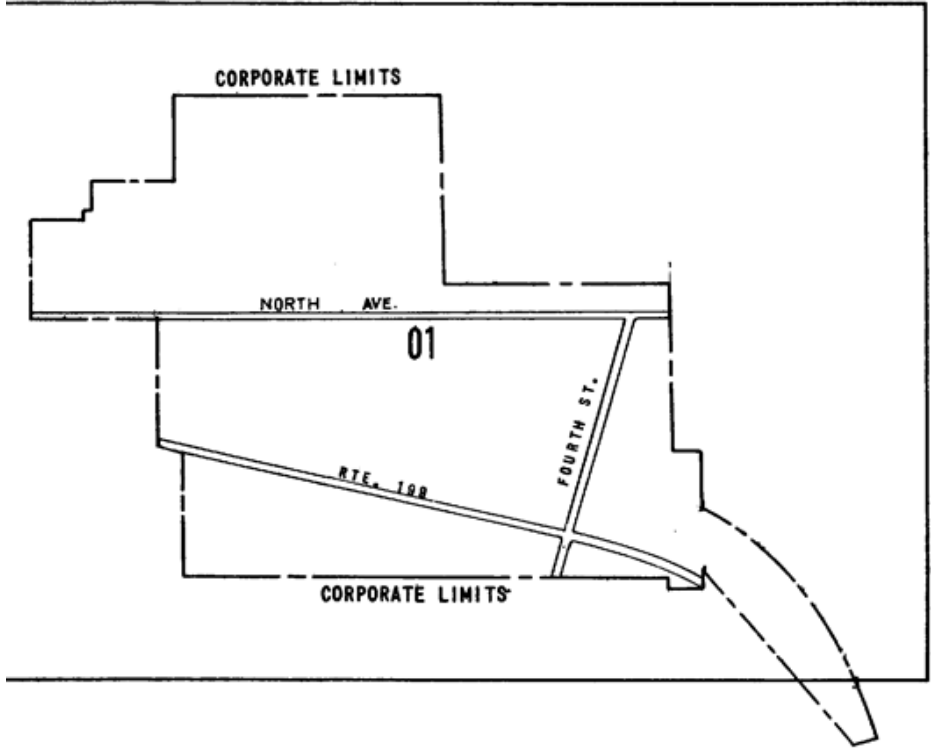 CORPORATE LIMITS
NORTH AVE.
01
FOURTH ST.
RTE. 198
CORPORATE LIMITS